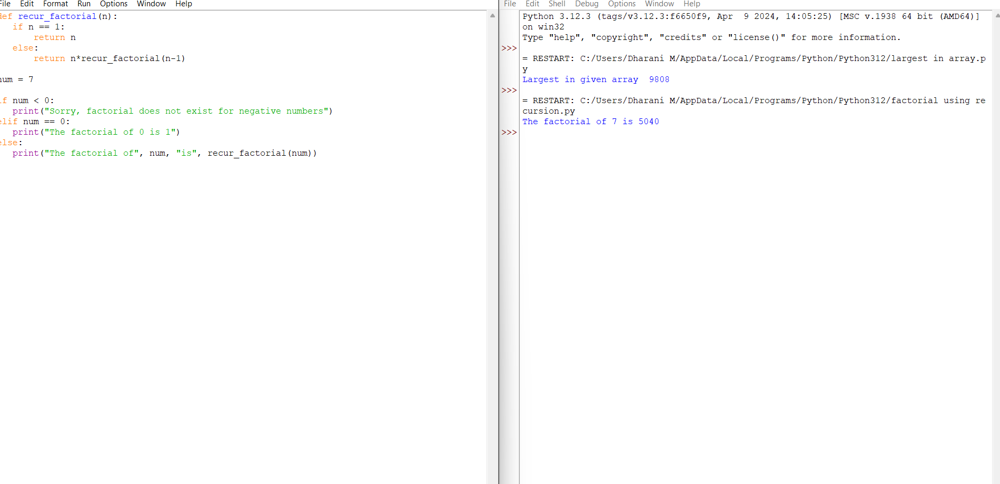 File Edit Format Run Options Window Help
def recur_factorial(n):
if n == 1:
return n
else:
return n*recur_factorial(n-1)
num = 7
if num < 0:
print("Sorry, factorial does not exist for negative numbers")
elif num == 0:
print("The factorial of 0 is 1")
else:
print("The factorial of", num, "is", recur_factorial(num))
File Edit Shell Debug Options Window Help
Python 3.12.3 (tags/v3.12.3:f6650f9, Apr  9 2024, 14:05:25) [MSC v.1938 64 bit (AMD64)]
on win32
Type "help", "copyright", "credits" or "license()" for more information.
>>>
= RESTART: C:/Users/Dharani M/AppData/Local/Programs/Python/Python312/largest in array.p
y
Largest in given array  9808
>>>
= RESTART: C:/Users/Dharani M/AppData/Local/Programs/Python/Python312/factorial using re
cursion.py
The factorial of 7 is 5040
>>>